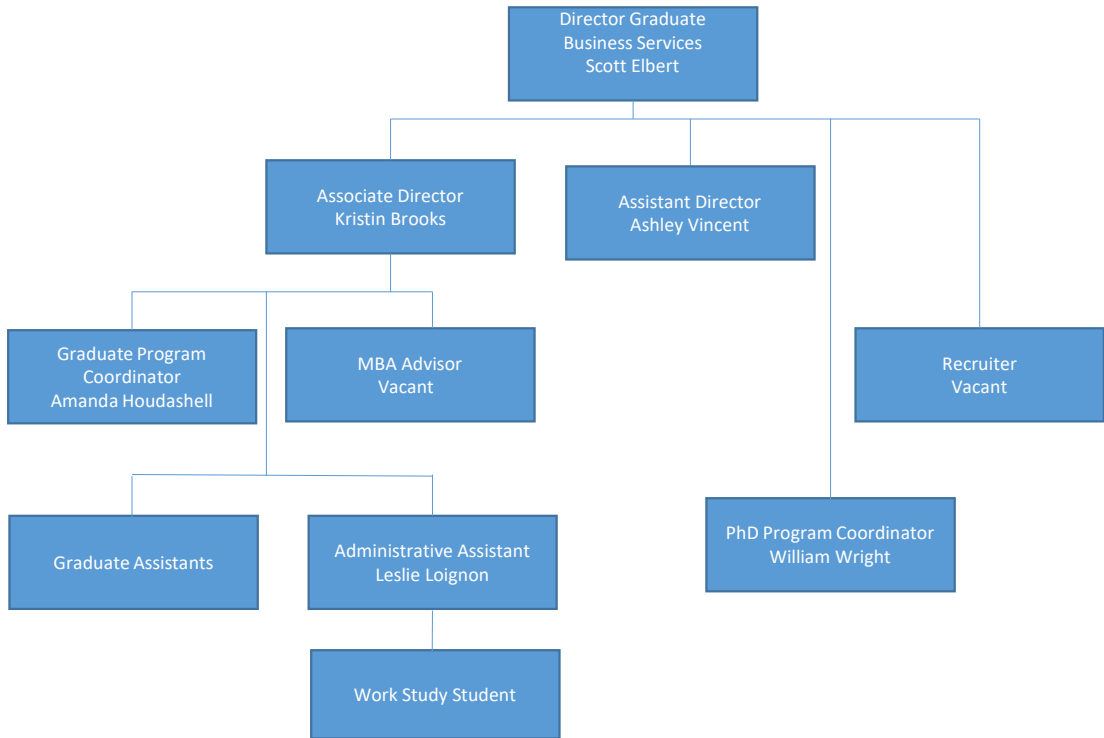 Director Graduate
Business Services
Scott Elbert
Associate Director
Kristin Brooks
Assistant Director
Ashley Vincent
Graduate Program
Coordinator
Amanda Houdashell
MBA Advisor
Vacant
Recruiter
Vacant
Graduate Assistants
Administrative Assistant
Leslie Loignon
PhD Program Coordinator
William Wright
Work Study Student